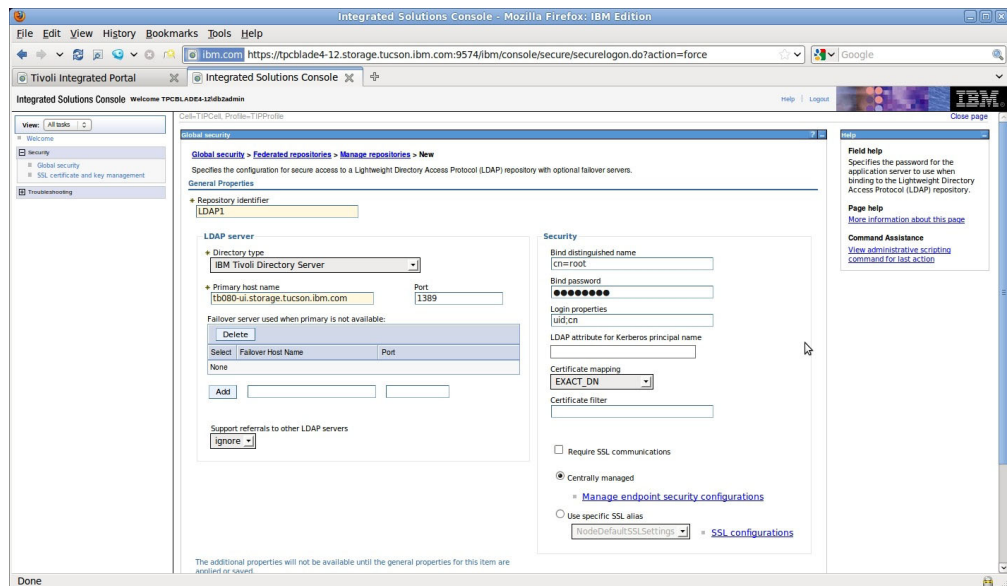 Integrated Solutions Console - Mozilla Firefox: IBM Edition
File Edit View History Bookmarks Tools Help
ibm.com https://tpcblade4-12.storage.tucson.ibm.com:9574/ibm/console/secure/securelogon.do?action=force
Google
Tivoli Integrated Portal
Integrated Solutions Console
Integrated Solutions Console Welcome TPCBLADE4-12\db2admin
Help | Logout
IBM
View: All tasks
Welcome
Security
Global security
SSL certificate and key management
Troubleshooting
Cell=TIPCell, Profile=TIPProfile
Close page
Global security
? -
Global security > Federated repositories > Manage repositories > New
Specifies the configuration for secure access to a Lightweight Directory Access Protocol (LDAP) repository with optional failover servers.
General Properties
Repository identifier
LDAP1
LDAP server
Directory type
IBM Tivoli Directory Server
Primary host name
Port
tb080-ui.storage.tucson.ibm.com
1389
Failover server used when primary is not available:
Delete
Select Failover Host Name Port
None
Add
Support referrals to other LDAP servers
ignore
Security
Bind distinguished name
cn=root
Bind password
●●●●●●●●
Login properties
uid;cn
LDAP attribute for Kerberos principal name
Certificate mapping
EXACT_DN
Certificate filter
Require SSL communications
Centrally managed
Manage endpoint security configurations
Use specific SSL alias
NodeDefaultSSLSettings
SSL configurations
The additional properties will not be available until the general properties for this item are
applied or saved.
Help
Field help
Specifies the password for the
application server to use when
binding to the Lightweight Directory
Access Protocol (LDAP) repository.
Page help
More information about this page
Command Assistance
View administrative scripting
command for last action
Done